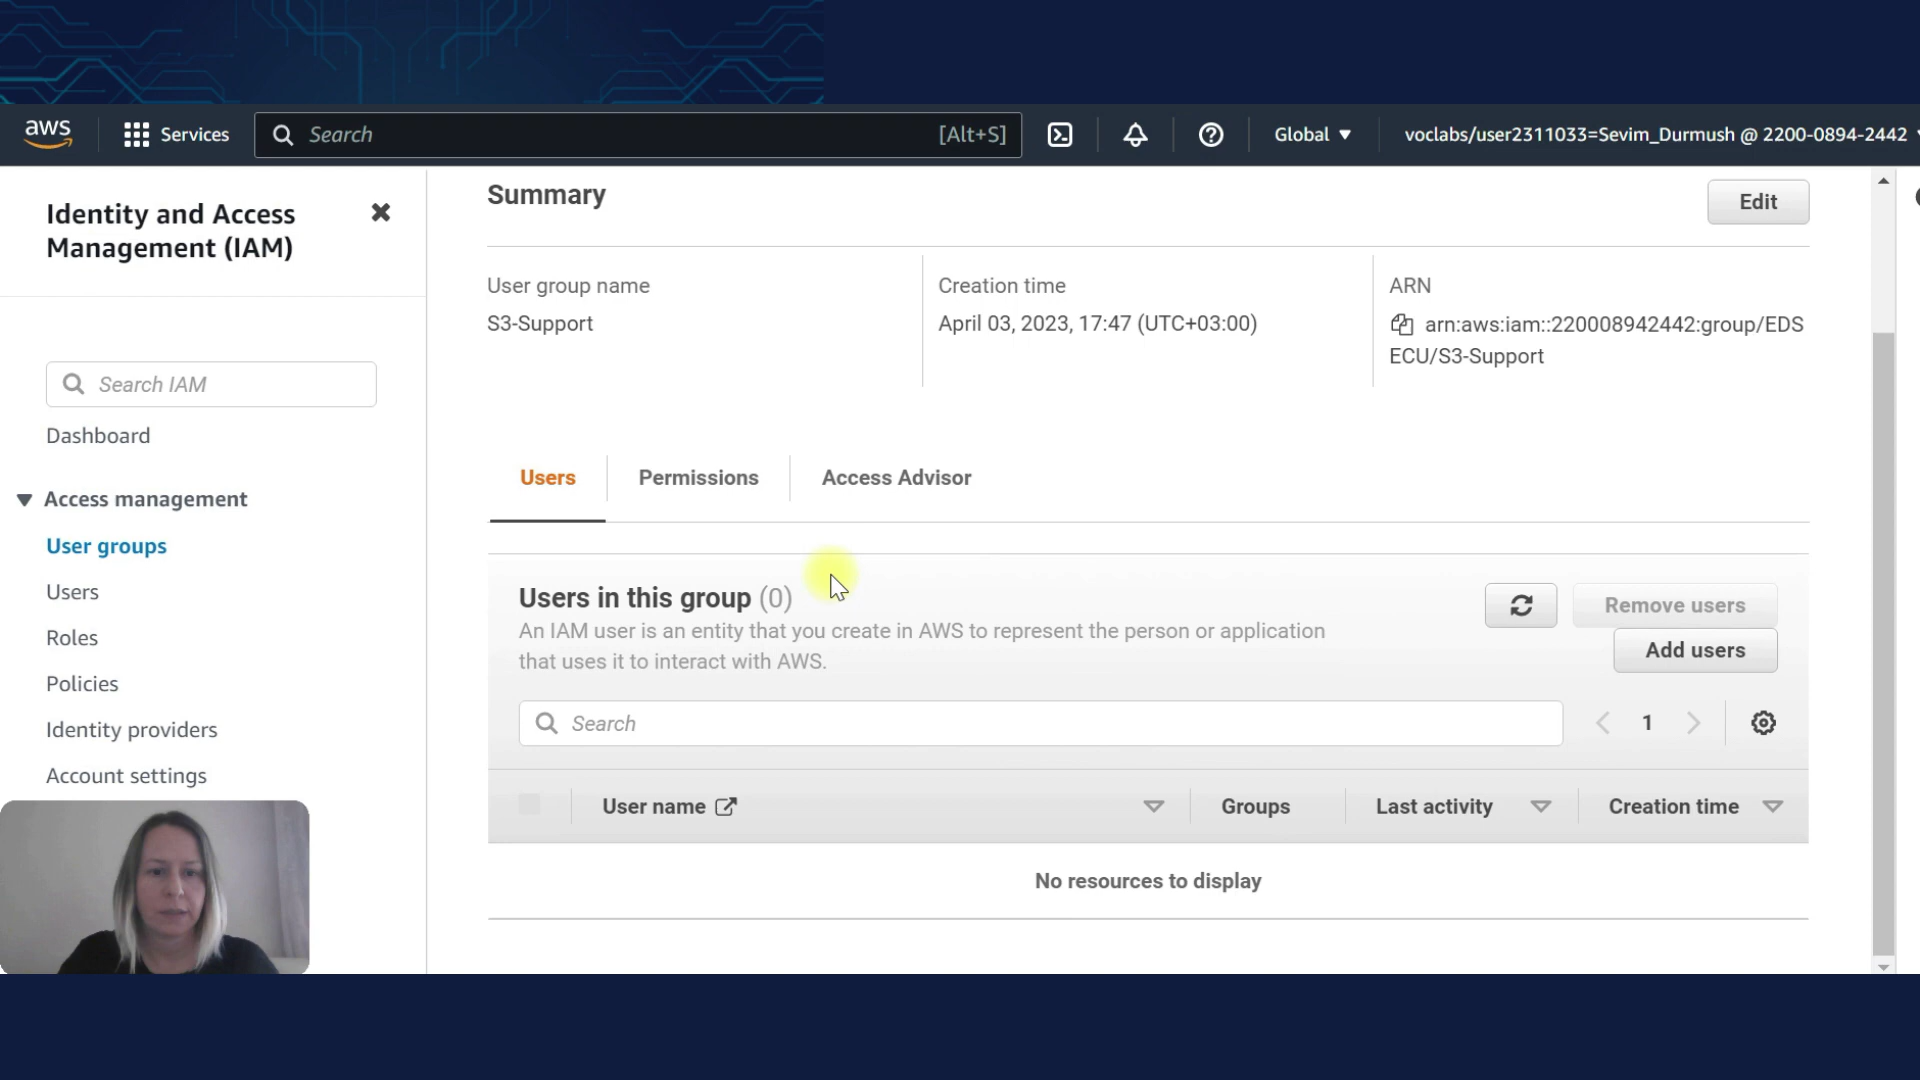 aws
Services
Search
[Alt+S]
Global
voclabs/user2311033=Sevim_Durmush @ 2200-0894-2442
Identity and Access
Management (IAM)
Search IAM
Dashboard
Access management
User groups
Users
Roles
Policies
Identity providers
Account settings
Summary
Edit
User group name
S3-Support
Creation time
April 03, 2023, 17:47 (UTC+03:00)
ARN
arn:aws:iam::220008942442:group/EDS
ECU/S3-Support
Users
Permissions
Access Advisor
Users in this group (0)
An IAM user is an entity that you create in AWS to represent the person or application
that uses it to interact with AWS.
Remove users
Add users
Search
1
User name
Groups
Last activity
Creation time
No resources to display